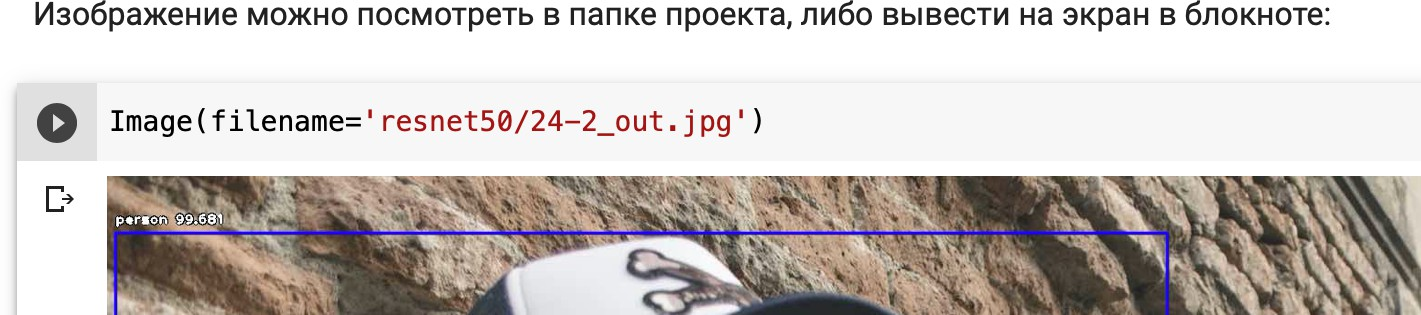 Изображение можно посмотреть в папке проекта, либо вывести на экран в блокноте:
Image(filename='resnet50/24-2_out.jpg')
person 99.681